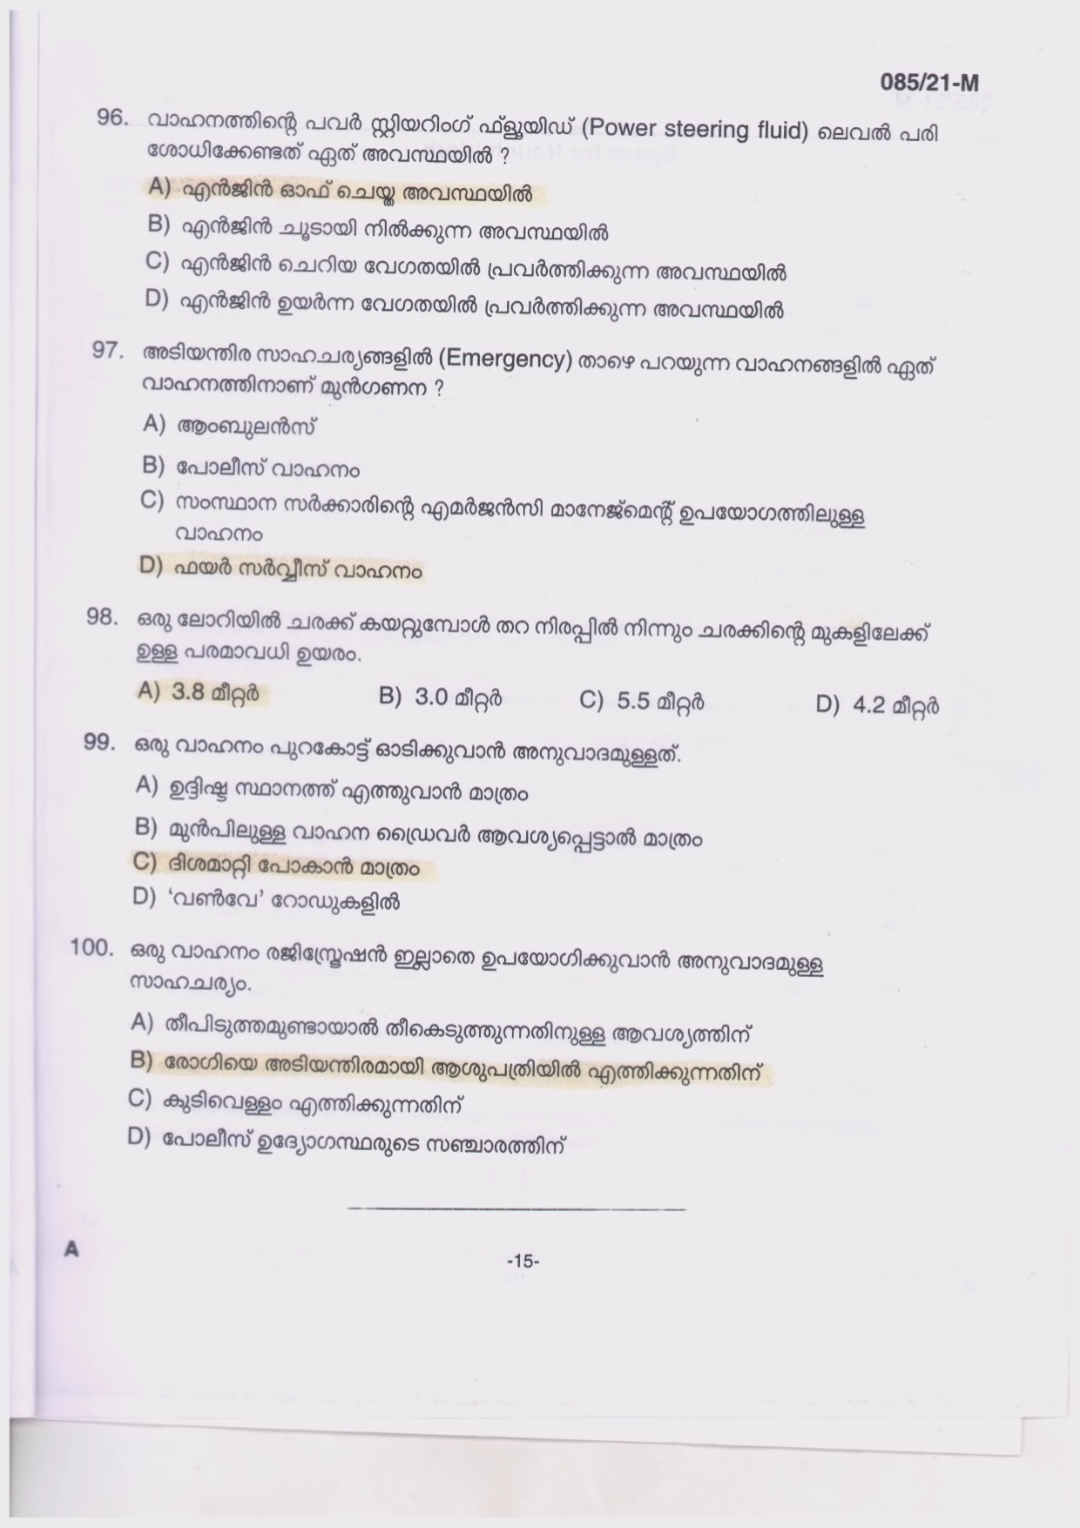 085/21-M
96. വാഹനത്തിന്റെ പവർ സ്റ്റിയറിംഗ് ഫ്ളൂയിഡ് (Power steering fluid) ലെവൽ പരി
ശോധിക്കേണ്ടത് ഏത് അവസ്ഥയിൽ ?
A) എൻജിൻ ഓഫ് ചെയ്ത അവസ്ഥയിൽ
B) എൻജിൻ ചൂടായി നിൽക്കുന്ന അവസ്ഥയിൽ
C) എൻജിൻ ചെറിയ വേഗതയിൽ പ്രവർത്തിക്കുന്ന അവസ്ഥയിൽ
D) എൻജിൻ ഉയർന്ന വേഗതയിൽ പ്രവർത്തിക്കുന്ന അവസ്ഥയിൽ
97. അടിയന്തിര സാഹചര്യങ്ങളിൽ (Emergency) താഴെ പറയുന്ന വാഹനങ്ങളിൽ ഏത്
വാഹനത്തിനാണ് മുൻഗണന ?
A) ആംബുലൻസ്
B) പോലീസ് വാഹനം
C) സംസ്ഥാന സർക്കാരിന്റെ എമർജൻസി മാനേജ്മെന്റ് ഉപയോഗത്തിലുള്ള
വാഹനം
D) ഫയർ സർവ്വീസ് വാഹനം
98. ഒരു ലോറിയിൽ ചരക്ക് കയറ്റുമ്പോൾ തറ നിരപ്പിൽ നിന്നും ചരക്കിന്റെ മുകളിലേക്ക്
ഉള്ള പരമാവധി ഉയരം.
A) 3.8 മീറ്റർ B) 3.0 മീറ്റർ C) 5.5 മീറ്റർ D) 4.2 മീറ്റർ
99. ഒരു വാഹനം പുറകോട്ട് ഓടിക്കുവാൻ അനുവാദമുള്ളത്.
A) ഉദ്ദിഷ്ട സ്ഥാനത്ത് എത്തുവാൻ മാത്രം
B) മുൻപിലുള്ള വാഹന ഡ്രൈവർ ആവശ്യപ്പെട്ടാൽ മാത്രം
C) ദിശമാറ്റി പോകാൻ മാത്രം
D) ‘വൺവേ’ റോഡുകളിൽ
100. ഒരു വാഹനം രജിസ്ട്രേഷൻ ഇല്ലാതെ ഉപയോഗിക്കുവാൻ അനുവാദമുള്ള
സാഹചര്യം.
A) തീപിടുത്തമുണ്ടായാൽ തീകെടുത്തുന്നതിനുള്ള ആവശ്യത്തിന്
B) രോഗിയെ അടിയന്തിരമായി ആശുപത്രിയിൽ എത്തിക്കുന്നതിന്
C) കുടിവെള്ളം എത്തിക്കുന്നതിന്
D) പോലീസ് ഉദ്യോഗസ്ഥരുടെ സഞ്ചാരത്തിന്
A
-15-